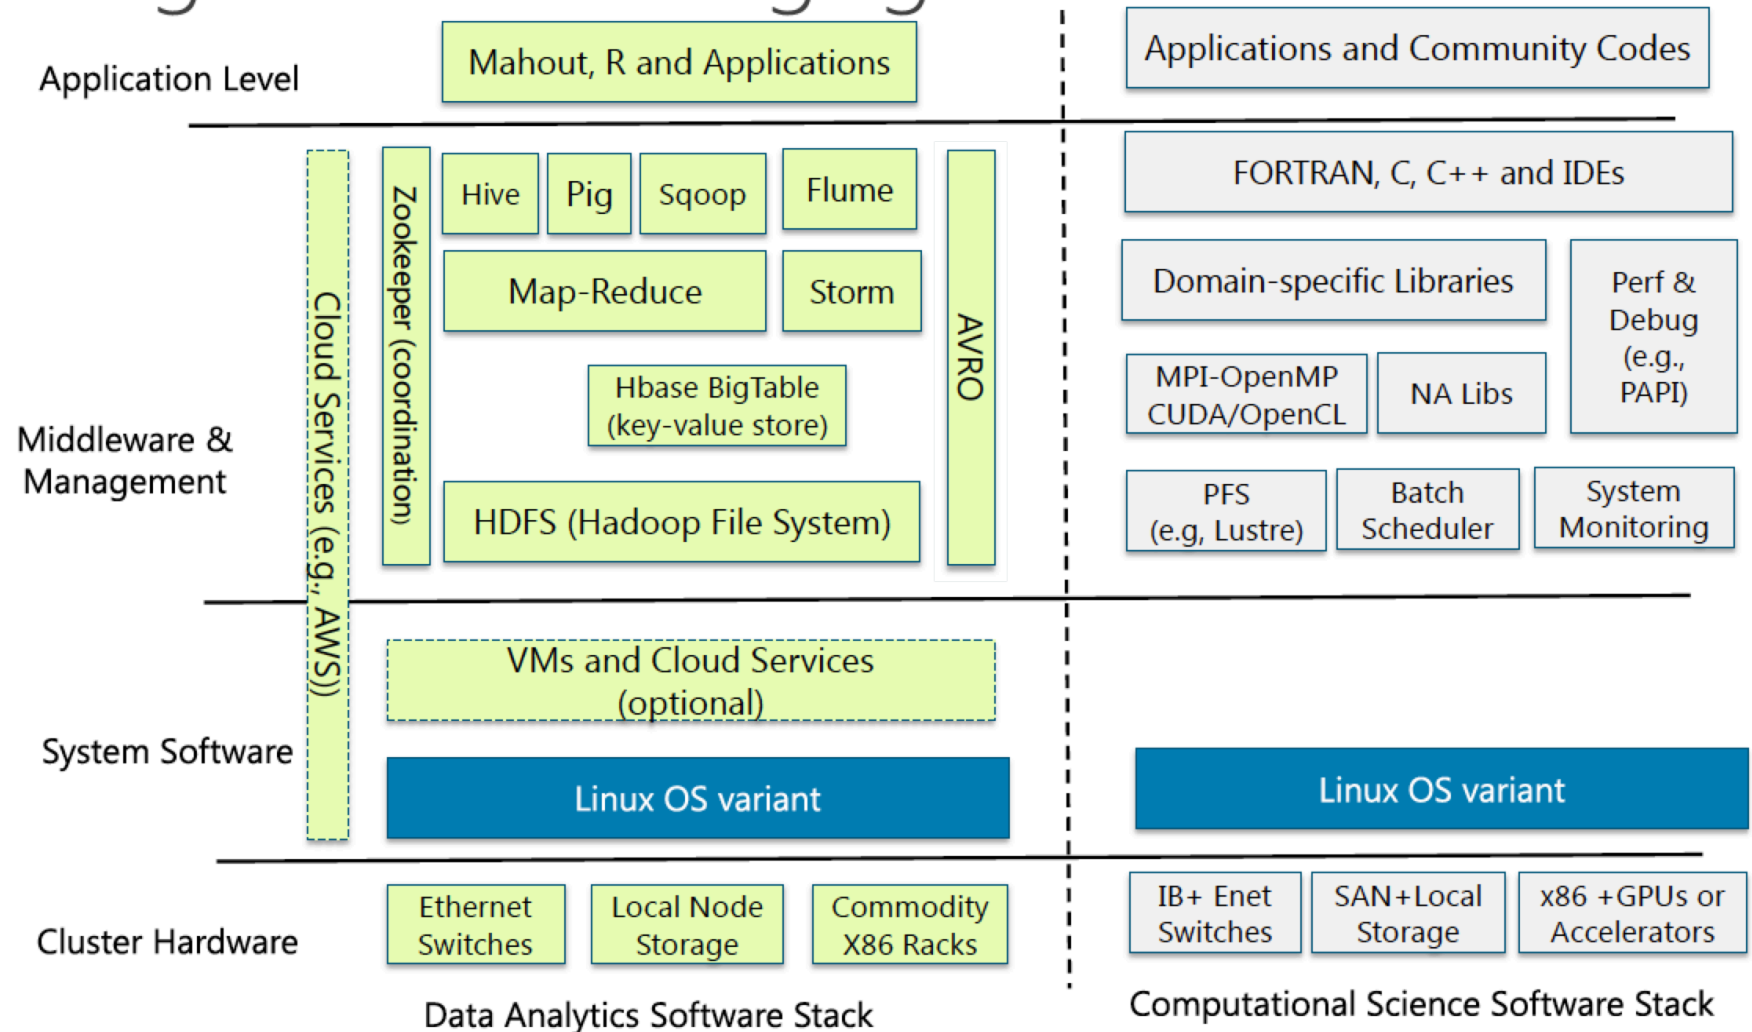 Application Level
Mahout, R and Applications
Applications and Community Codes
Middleware &
Management
Cloud Services (e.g., AWS))
Zookeeper (coordination)
Hive
Pig
Sqoop
Flume
Map-Reduce
Storm
Hbase BigTable
(key-value store)
HDFS (Hadoop File System)
AVRO
FORTRAN, C, C++ and IDEs
Domain-specific Libraries
Perf &
Debug
(e.g.,
PAPI)
MPI-OpenMP
CUDA/OpenCL
NA Libs
PFS
(e.g, Lustre)
Batch
Scheduler
System
Monitoring
System Software
VMs and Cloud Services
(optional)
Linux OS variant
Linux OS variant
Cluster Hardware
Ethernet
Switches
Local Node
Storage
Commodity
X86 Racks
IB+ Enet
Switches
SAN+Local
Storage
x86 +GPUs or
Accelerators
Data Analytics Software Stack
Computational Science Software Stack